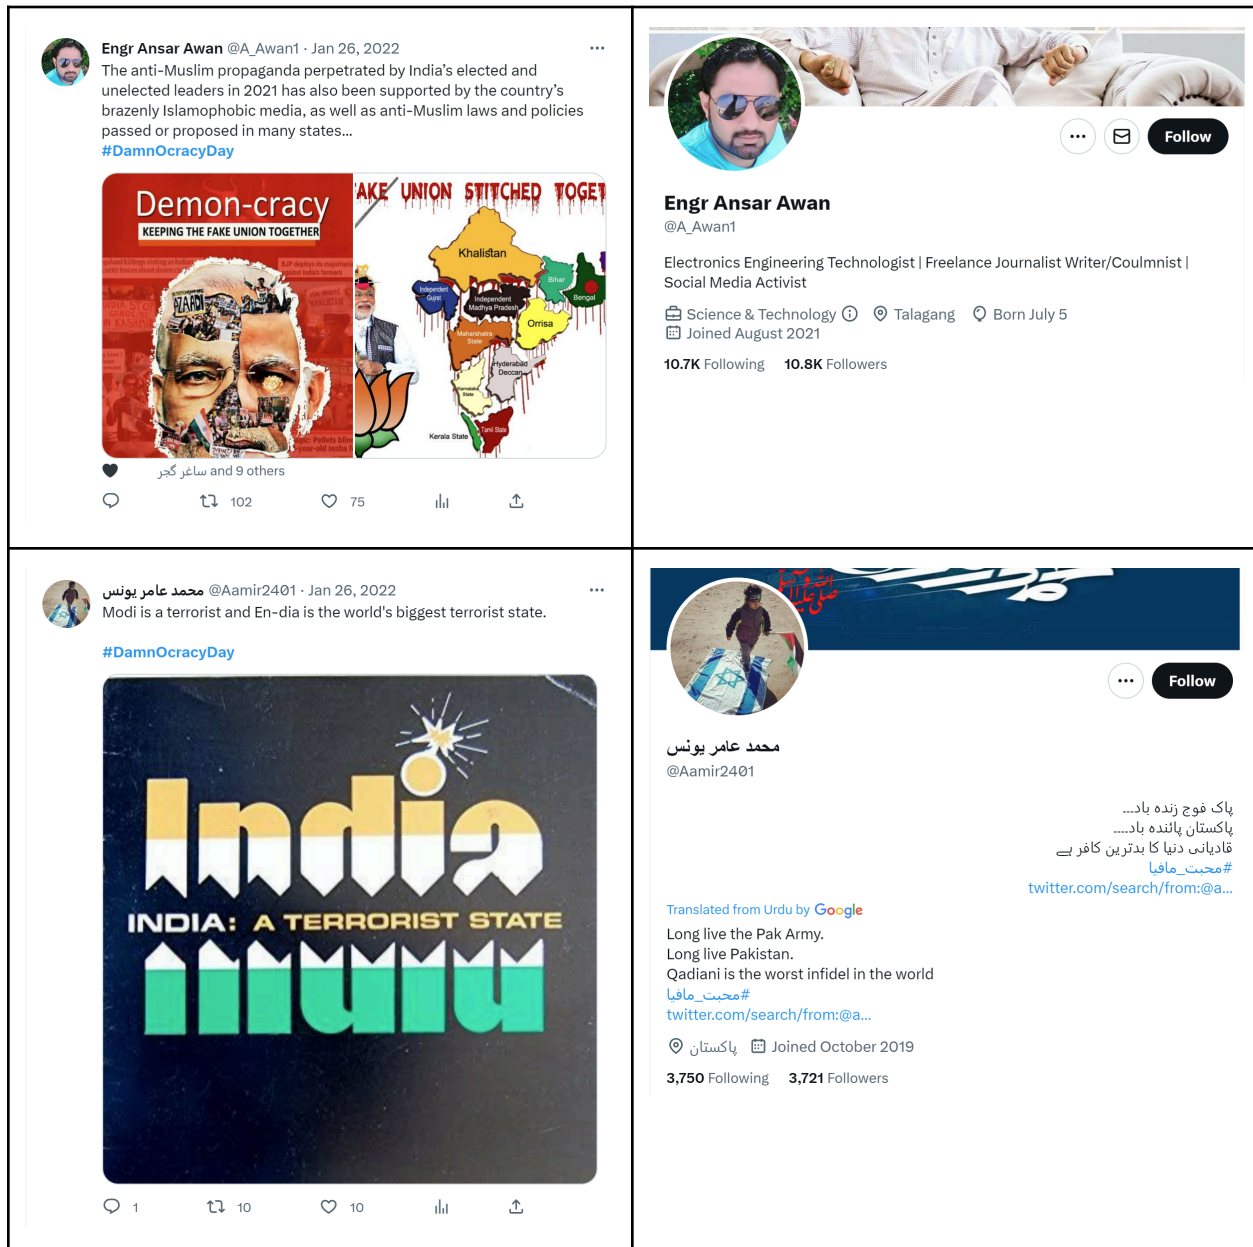 Engr Ansar Awan @A_Awan1 · Jan 26, 2022
The anti-Muslim propaganda perpetrated by India's elected and
unelected leaders in 2021 has also been supported by the country's
brazenly Islamophobic media, as well as anti-Muslim laws and policies
passed or proposed in many states...
#DamnOcracyDay
Demon-cracy
KEEPING THE FAKE UNION TOGETHER
AZAADI
FAKE UNION STITCHED TOGET
Khalistan
Independent
Gujrat
Independent
Madhya Pradesh
Bihar
Bengal
Orrisa
Maharashatra
State
Hyderabad
Deccan
Karnataka
State
Kerala State
Tamil State
ساغر گجر and 9 others
102
75
Follow
Engr Ansar Awan
@A_Awan1
Electronics Engineering Technologist | Freelance Journalist Writer/Coulmnist |
Social Media Activist
Science & Technology Talagang Born July 5
Joined August 2021
10.7K Following 10.8K Followers
محمد عامر یونس @Aamir2401 · Jan 26, 2022
Modi is a terrorist and En-dia is the world's biggest terrorist state.
#DamnOcracyDay
India
INDIA: A TERRORIST STATE
1
10
10
صلی علیہ
Follow
محمد عامر یونس
@Aamir2401
پاک فوج زندہ باد...
پاکستان پائندہ باد....
قادیانی دنیا کا بدترین کافر ہے
#محبت_مافیا
twitter.com/search/from:@a...
Translated from Urdu by Google
Long live the Pak Army.
Long live Pakistan.
Qadiani is the worst infidel in the world
#محبت_مافیا
twitter.com/search/from:@a...
پاکستان Joined October 2019
3,750 Following 3,721 Followers